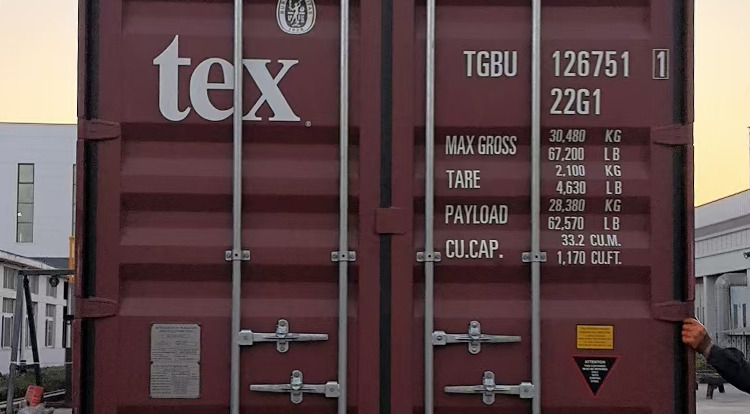 tex
TGBU 126751 1
22G1
MAX GROSS 30,480 KG
67,200 LB
TARE 2,100 KG
4,630 LB
PAYLOAD 28,380 KG
62,570 LB
CU.CAP. 33.2 CU.M.
1,170 CU.FT.
ATTENTION